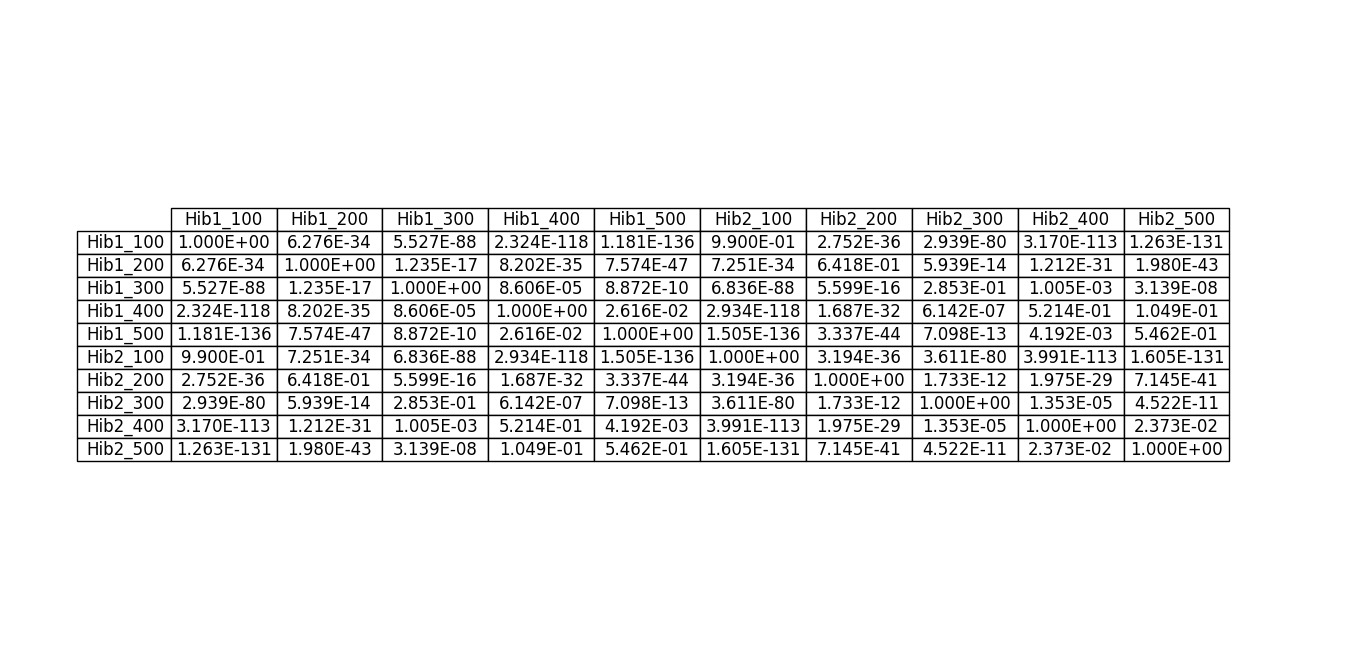 Hib1_100 Hib1_200 Hib1_300 Hib1_400 Hib1_500 Hib2_100 Hib2_200 Hib2_300 Hib2_400 Hib2_500
Hib1_100 1.000E+00 6.276E-34 5.527E-88 2.324E-118 1.181E-136 9.900E-01 2.752E-36 2.939E-80 3.170E-113 1.263E-131
Hib1_200 6.276E-34 1.000E+00 1.235E-17 8.202E-35 7.574E-47 7.251E-34 6.418E-01 5.939E-14 1.212E-31 1.980E-43
Hib1_300 5.527E-88 1.235E-17 1.000E+00 8.606E-05 8.872E-10 6.836E-88 5.599E-16 2.853E-01 1.005E-03 3.139E-08
Hib1_400 2.324E-118 8.202E-35 8.606E-05 1.000E+00 2.616E-02 2.934E-118 1.687E-32 6.142E-07 5.214E-01 1.049E-01
Hib1_500 1.181E-136 7.574E-47 8.872E-10 2.616E-02 1.000E+00 1.505E-136 3.337E-44 7.098E-13 4.192E-03 5.462E-01
Hib2_100 9.900E-01 7.251E-34 6.836E-88 2.934E-118 1.505E-136 1.000E+00 3.194E-36 3.611E-80 3.991E-113 1.605E-131
Hib2_200 2.752E-36 6.418E-01 5.599E-16 1.687E-32 3.337E-44 3.194E-36 1.000E+00 1.733E-12 1.975E-29 7.145E-41
Hib2_300 2.939E-80 5.939E-14 2.853E-01 6.142E-07 7.098E-13 3.611E-80 1.733E-12 1.000E+00 1.353E-05 4.522E-11
Hib2_400 3.170E-113 1.212E-31 1.005E-03 5.214E-01 4.192E-03 3.991E-113 1.975E-29 1.353E-05 1.000E+00 2.373E-02
Hib2_500 1.263E-131 1.980E-43 3.139E-08 1.049E-01 5.462E-01 1.605E-131 7.145E-41 4.522E-11 2.373E-02 1.000E+00